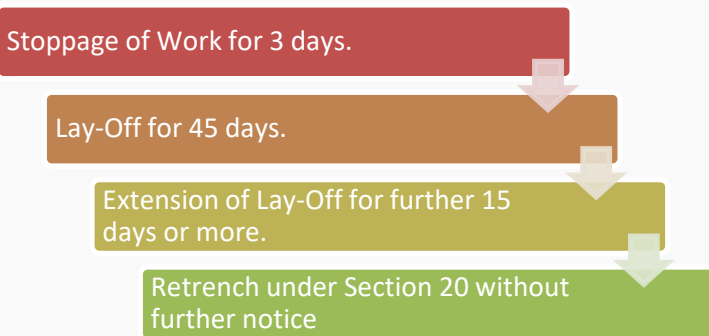 Stoppage of Work for 3 days.
Lay-Off for 45 days.
Extension of Lay-Off for further 15
days or more.
Retrench under Section 20 without
further notice